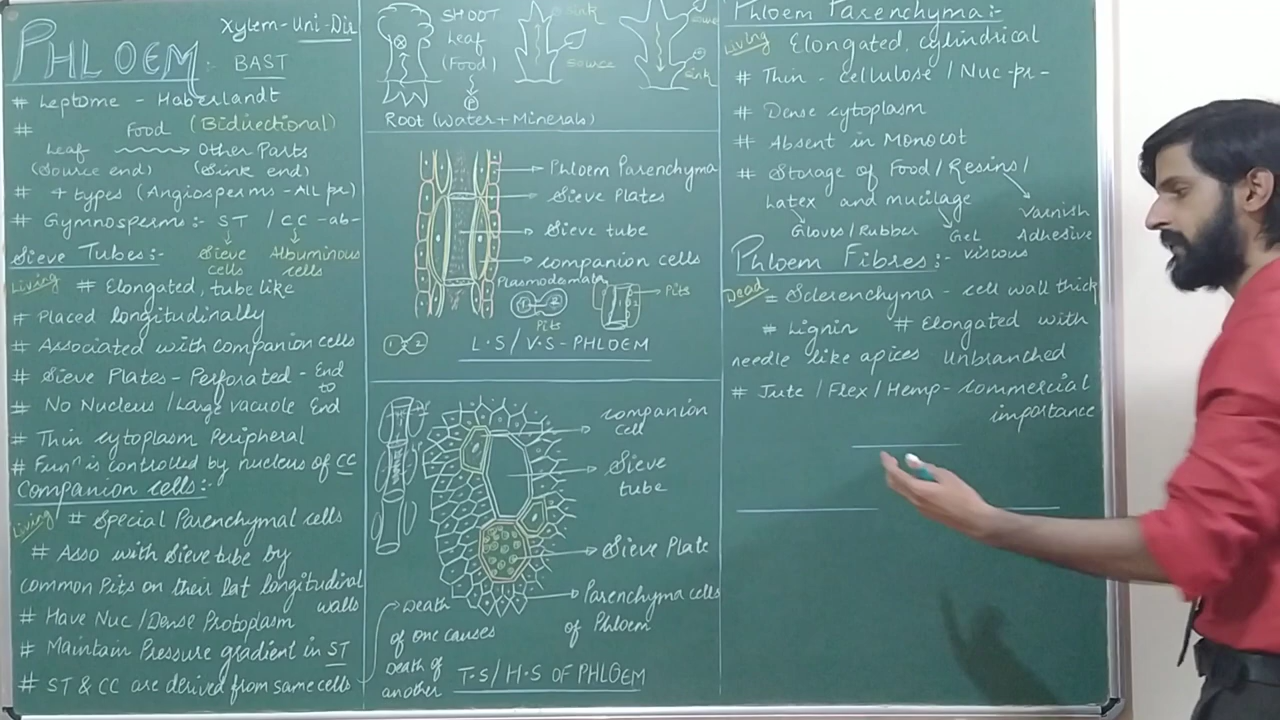 Xylem-Uni-Dir
PHLOEM:- BAST
# Leptome - Haberlandt
# Food (Bidirectional)
Leaf → Other Parts
(Source end) (Sink end)
# 4 types (Angiosperms - All pr)
# Gymnosperms:- ST / CC -ab-
Sieve cells Albuminous cells
Sieve Tubes:-
Living # Elongated, tube like
# Placed longitudinally
# Associated with companion cells
# Sieve Plates - Perforated - End to End
# No Nucleus / Large vacuole
# Thin cytoplasm Peripheral
# Funⁿ is controlled by nucleus of CC
Companion cells:-
Living # Special Parenchymal cells
# Asso with Sieve tube by
common Pits on their Lat longitudinal walls
# Have Nuc / Dense Protoplasm
# Maintain Pressure gradient in ST
# ST & CC are derived from same cells
→ Death
of one causes
Death of
another
SHOOT
Leaf
(Food)
P
Root (Water + Minerals)
Sink
Source
Source
Sink
Phloem Parenchyma
Sieve Plates
Sieve tube
companion cells
Plasmodemata
1 2
Pits
Pits
1 2
L.S / V.S - PHLOEM
companion
cell
Sieve
tube
Sieve Plate
Parenchyma cells
of Phloem
T.S / H.S OF PHLOEM
Phloem Parenchyma:-
Living Elongated, cylindrical
# Thin - cellulose / Nuc-pr-
# Dense cytoplasm
# Absent in Monocot
# Storage of Food / Resins /
Latex and mucilage
Gloves/Rubber Gel viscous Varnish Adhesive
Phloem Fibres:-
Dead = Sclerenchyma - cell wall thick
# Lignin # Elongated with
needle like apices Unbranched
# Jute / Flex / Hemp - commercial
importance